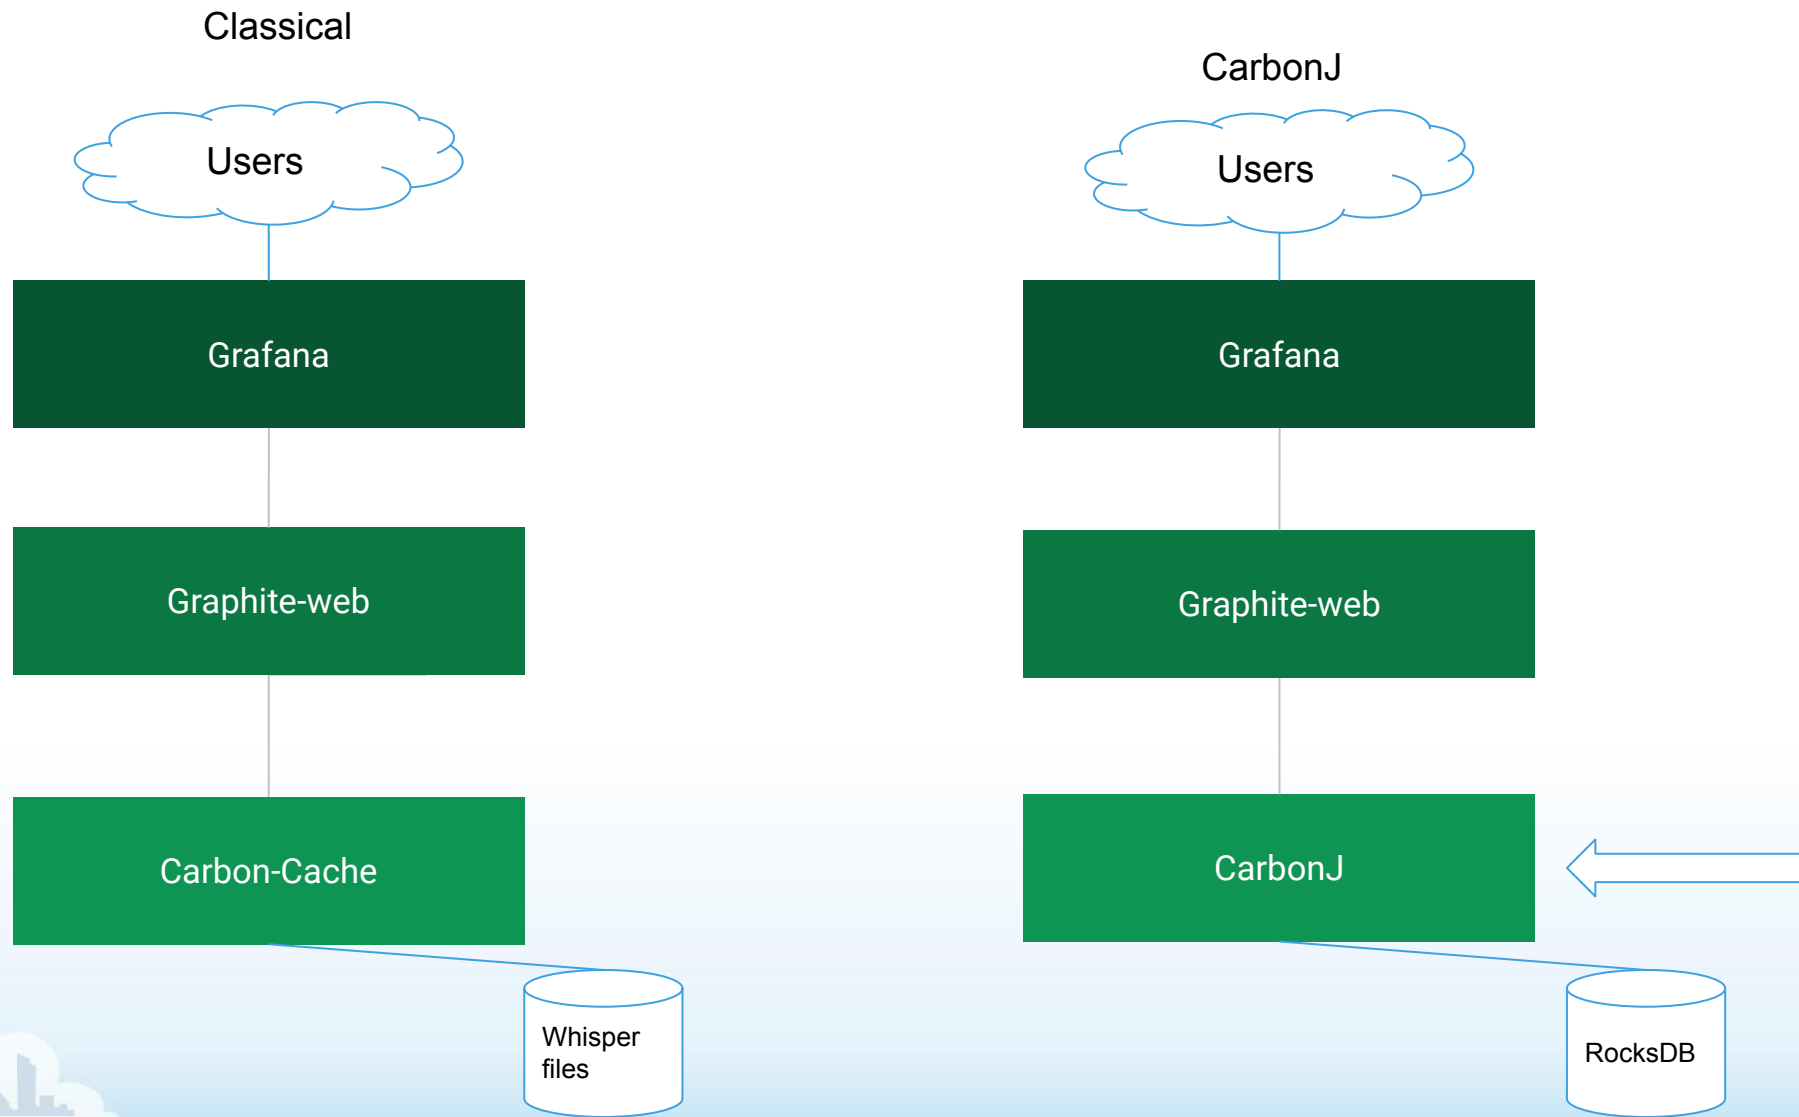 Classical
Users
Grafana
Graphite-web
Carbon-Cache
Whisper
files
CarbonJ
Users
Grafana
Graphite-web
CarbonJ
RocksDB